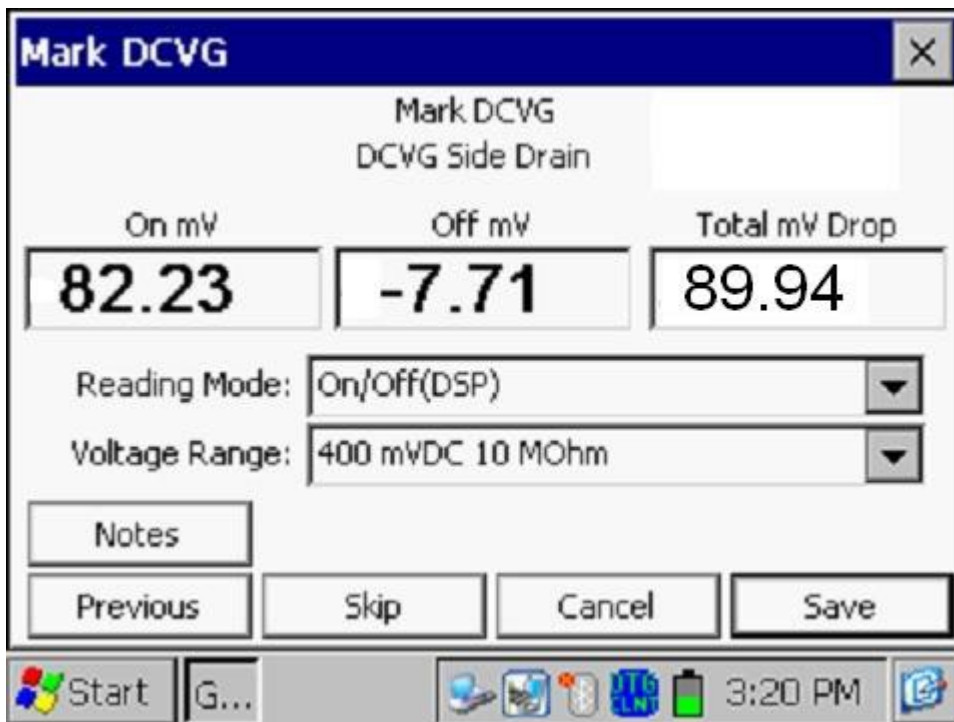 Mark DCVG
Mark DCVG
DCVG Side Drain
On mV Off mV Total mV Drop
82.23 -7.71 89.94
Reading Mode: On/Off(DSP)
Voltage Range: 400 mVDC 10 MOhm
Notes
Previous Skip Cancel Save
Start G... DTG CLNT 3:20 PM